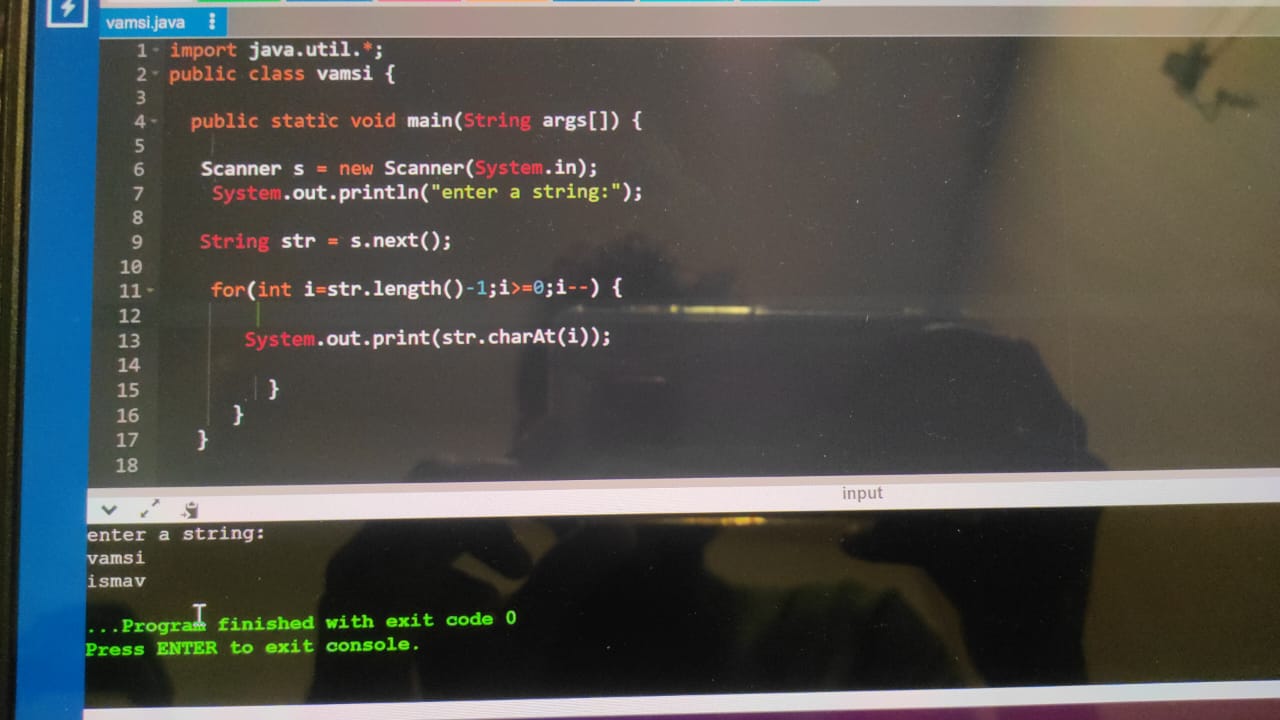 vamsi.java
1 import java.util.*;
2 public class vamsi {
3
4 public static void main(String args[]) {
5
6 Scanner s = new Scanner(System.in);
7 System.out.println("enter a string:");
8
9 String str = s.next();
10
11 for(int i=str.length()-1;i>=0;i--) {
12
13 System.out.print(str.charAt(i));
14
15 }
16 }
17 }
18
input
enter a string:
vamsi
ismav
...Program finished with exit code 0
Press ENTER to exit console.